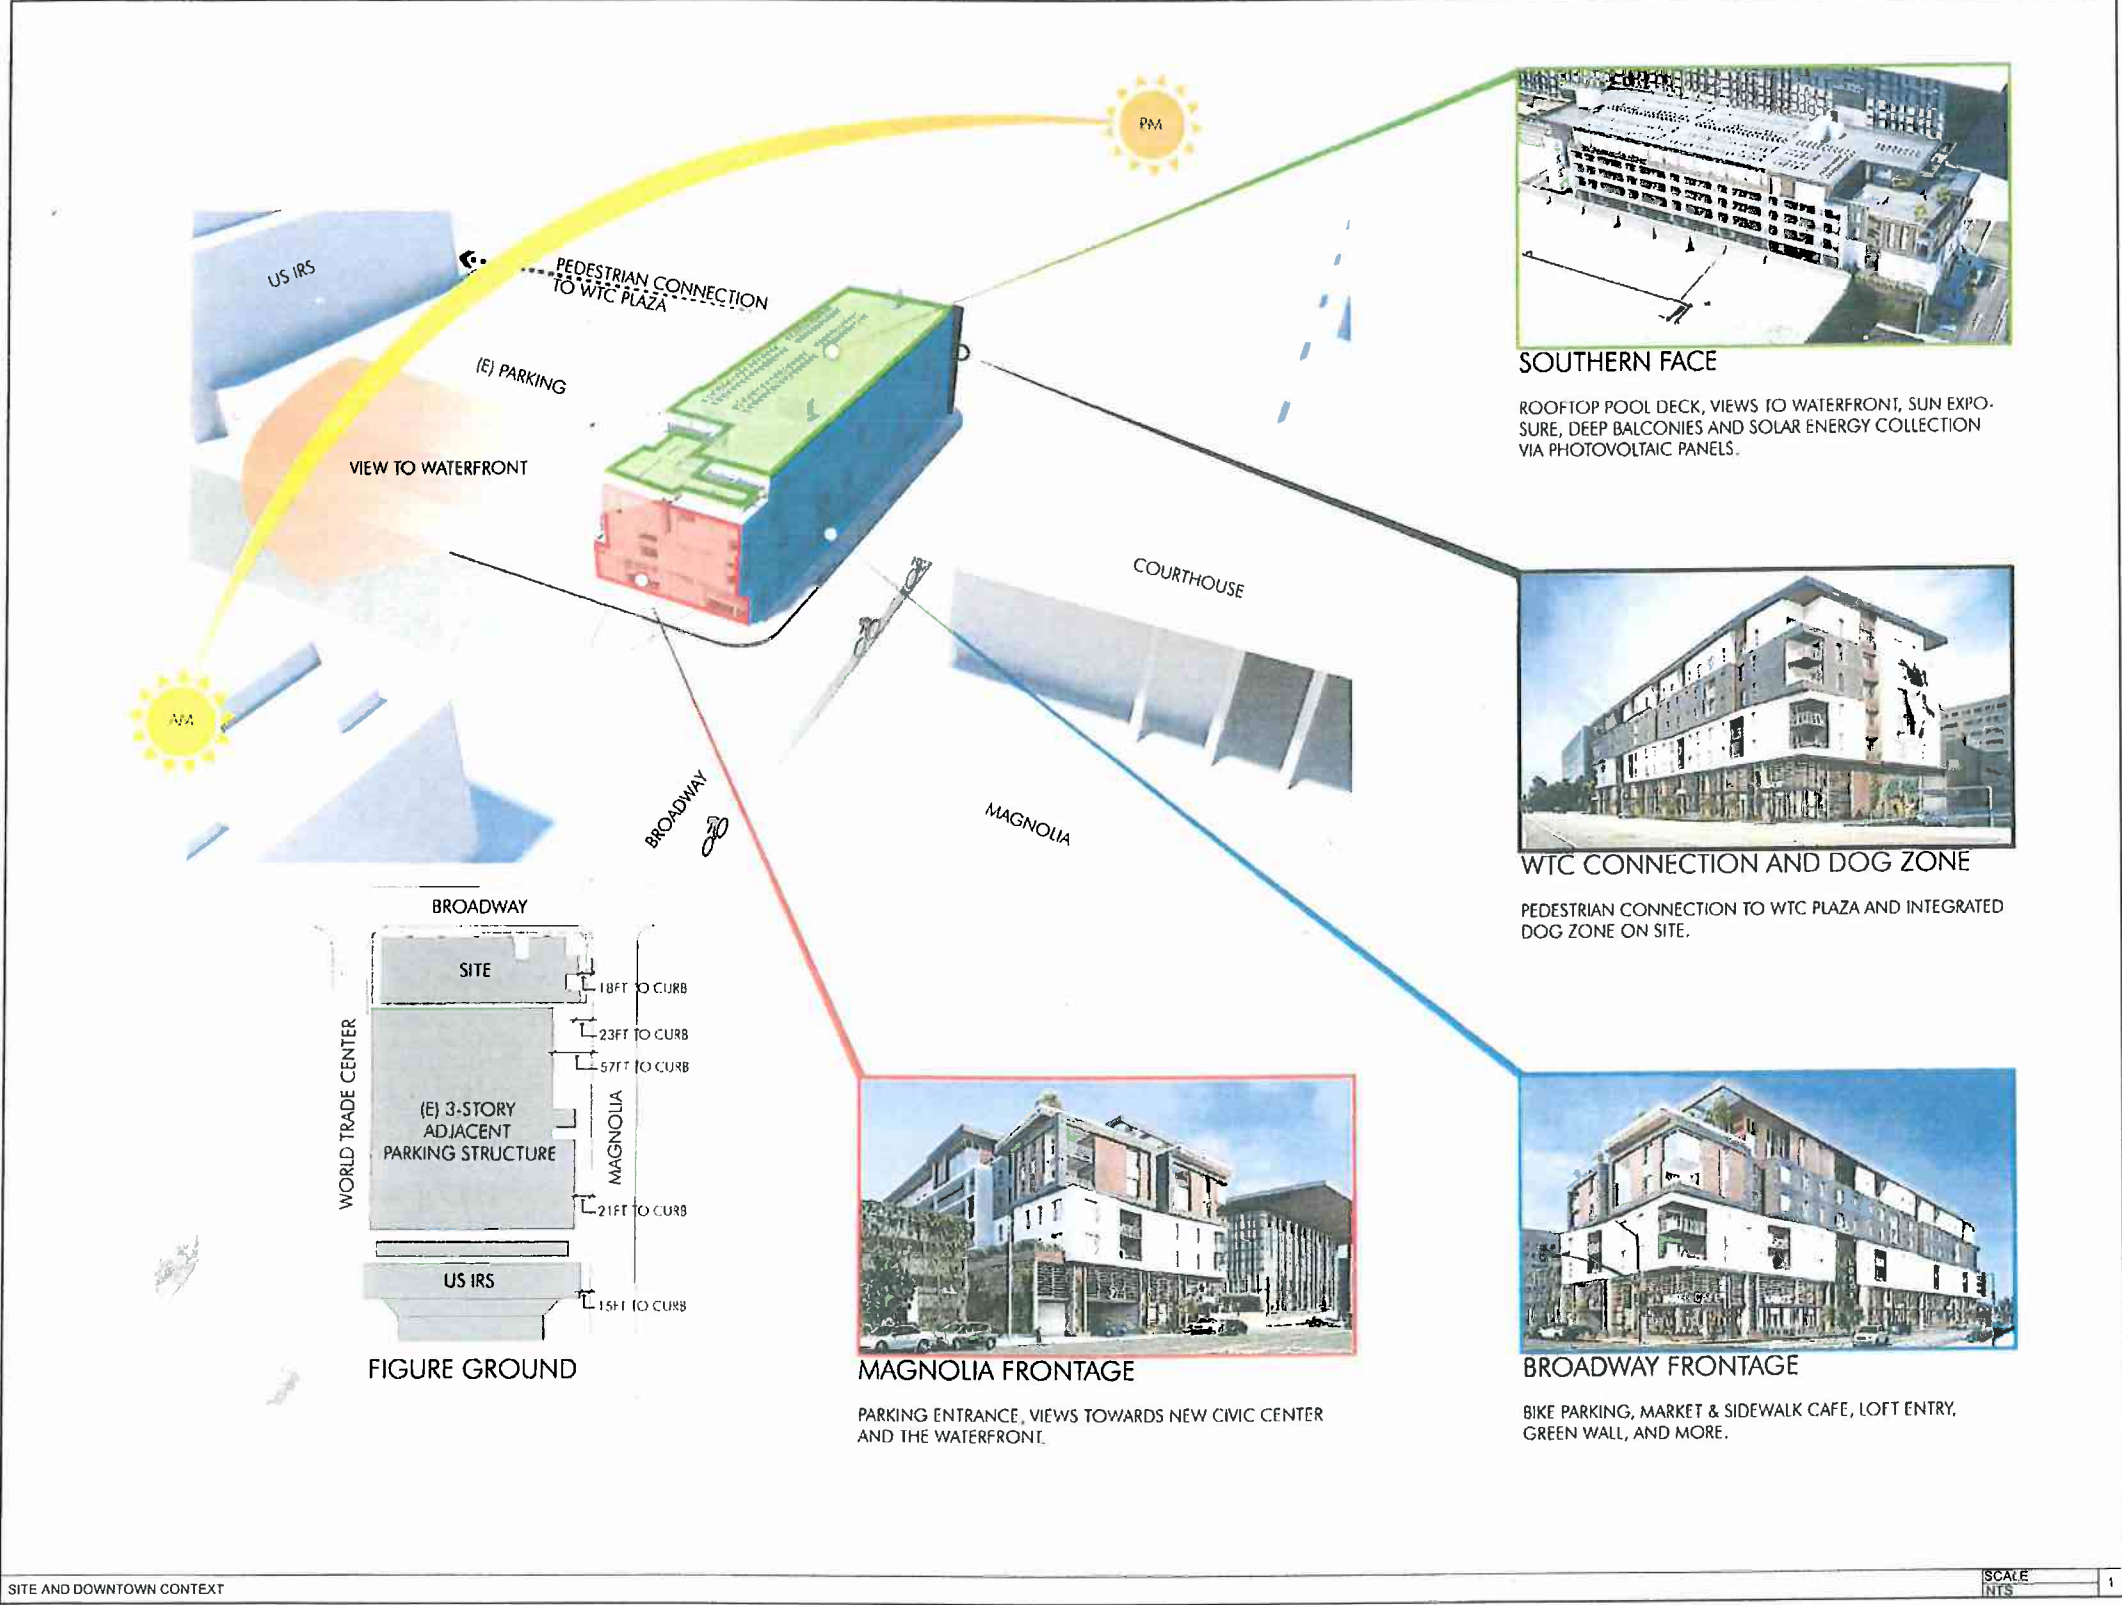 PM
US IRS
PEDESTRIAN CONNECTION
TO WTC PLAZA
(E) PARKING
VIEW TO WATERFRONT
COURTHOUSE
AM
BROADWAY
MAGNOLIA
SOUTHERN FACE
ROOFTOP POOL DECK, VIEWS TO WATERFRONT, SUN EXPO-
SURE, DEEP BALCONIES AND SOLAR ENERGY COLLECTION
VIA PHOTOVOLTAIC PANELS.
WTC CONNECTION AND DOG ZONE
PEDESTRIAN CONNECTION TO WTC PLAZA AND INTEGRATED
DOG ZONE ON SITE.
BROADWAY
SITE
18FT TO CURB
23FT TO CURB
57FT TO CURB
WORLD TRADE CENTER
(E) 3-STORY
ADJACENT
PARKING STRUCTURE
MAGNOLIA
21FT TO CURB
US IRS
15FT TO CURB
FIGURE GROUND
MAGNOLIA FRONTAGE
PARKING ENTRANCE, VIEWS TOWARDS NEW CIVIC CENTER
AND THE WATERFRONT.
BROADWAY FRONTAGE
BIKE PARKING, MARKET & SIDEWALK CAFE, LOFT ENTRY,
GREEN WALL, AND MORE.
SITE AND DOWNTOWN CONTEXT
SCALE
NTS
1